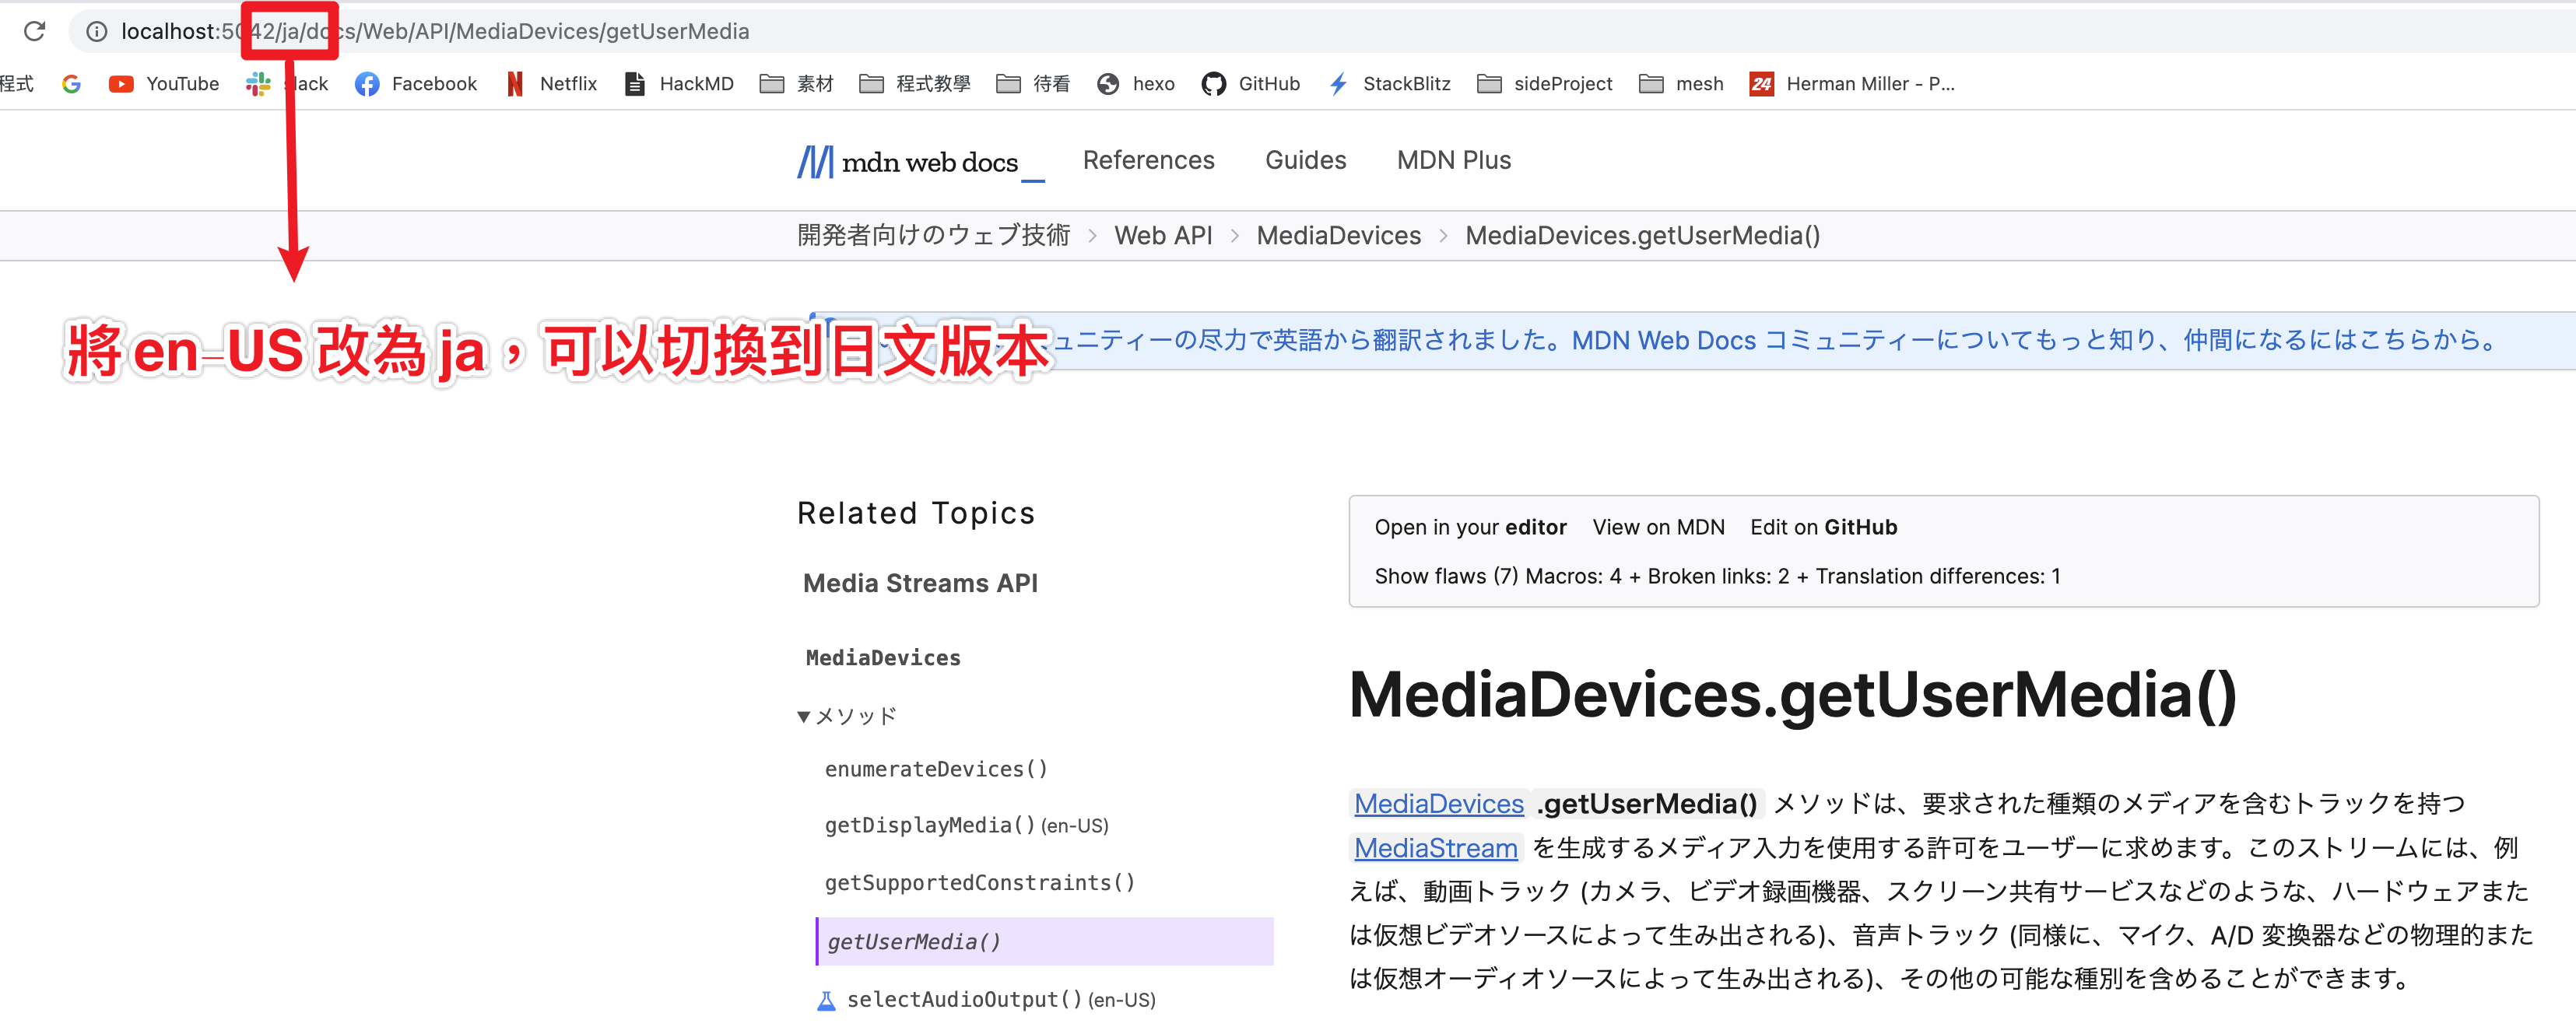 localhost:5042/ja/docs/Web/API/MediaDevices/getUserMedia
程式 YouTube slack Facebook Netflix HackMD 素材 程式教學 待看 hexo GitHub StackBlitz sideProject mesh 24 Herman Miller - P...
mdn web docs_ References Guides MDN Plus
開発者向けのウェブ技術 > Web API > MediaDevices > MediaDevices.getUserMedia()
將 en-US 改為 ja，可以切換到日文版本
ュニティーの尽力で英語から翻訳されました。MDN Web Docs コミュニティーについてもっと知り、仲間になるにはこちらから。
Related Topics
Media Streams API
MediaDevices
▼メソッド
enumerateDevices()
getDisplayMedia() (en-US)
getSupportedConstraints()
getUserMedia()
selectAudioOutput() (en-US)
Open in your editor View on MDN Edit on GitHub
Show flaws (7) Macros: 4 + Broken links: 2 + Translation differences: 1
MediaDevices.getUserMedia()
MediaDevices .getUserMedia() メソッドは、要求された種類のメディアを含むトラックを持つ
MediaStream を生成するメディア入力を使用する許可をユーザーに求めます。このストリームには、例
えば、動画トラック (カメラ、ビデオ録画機器、スクリーン共有サービスなどのような、ハードウェアまた
は仮想ビデオソースによって生み出される)、音声トラック (同様に、マイク、A/D 変換器などの物理的また
は仮想オーディオソースによって生み出される)、その他の可能な種別を含めることができます。